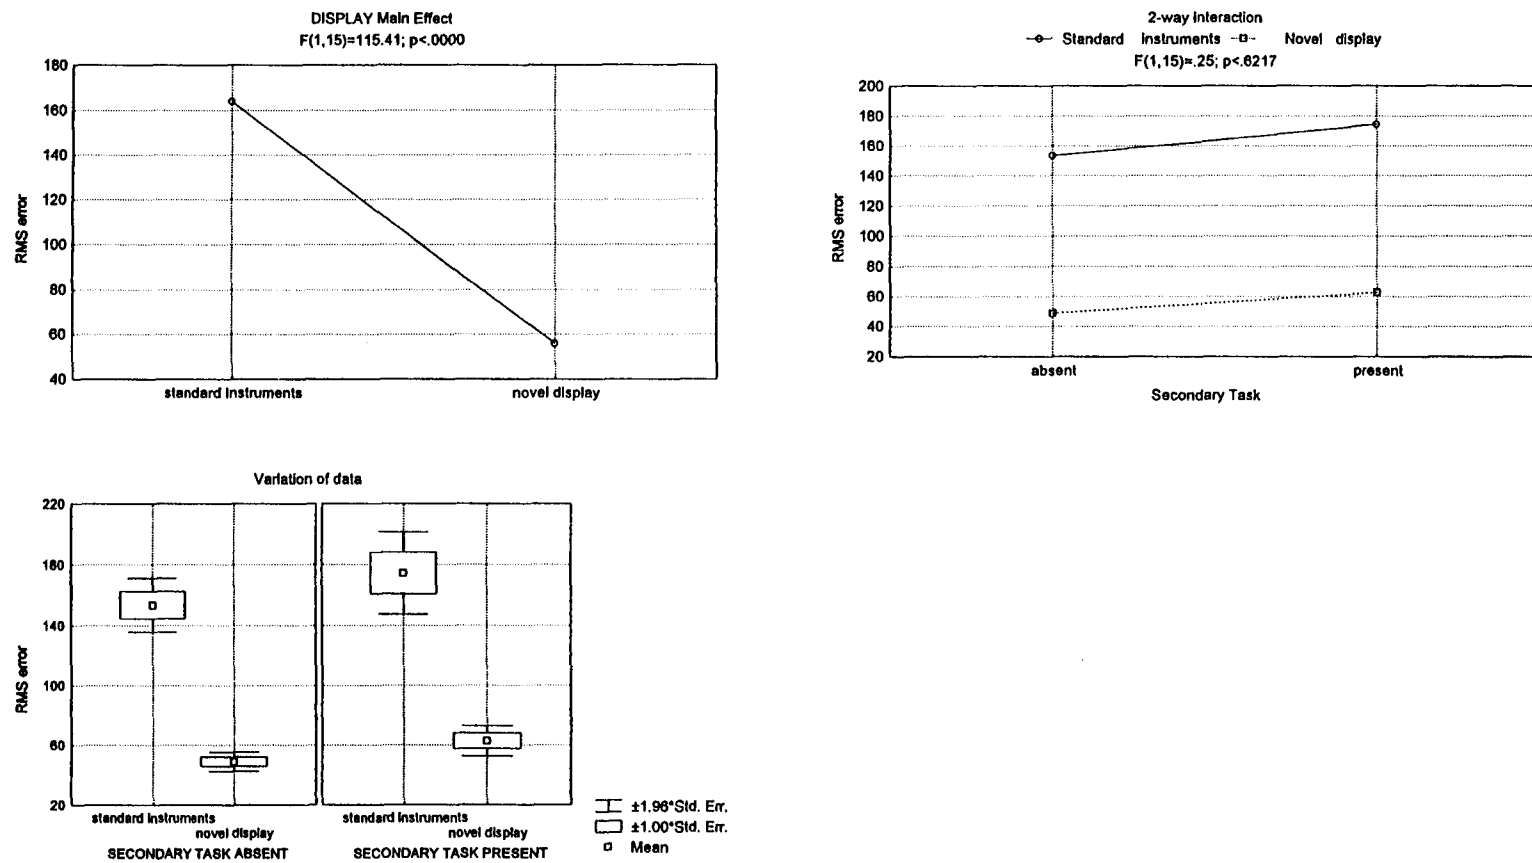 DISPLAY Main Effect
F(1,15)=115.41; p<.0000
180
160
140
120
100
80
60
40
RMS error
standard instruments novel display
2-way interaction
Standard instruments Novel display
F(1,15)=.25; p<.6217
200
180
160
140
120
100
80
60
40
20
RMS error
absent present
Secondary Task
Variation of data
220
180
140
100
60
20
RMS error
standard instruments standard instruments
novel display novel display
SECONDARY TASK ABSENT SECONDARY TASK PRESENT
±1.96*Std. Err.
±1.00*Std. Err.
Mean